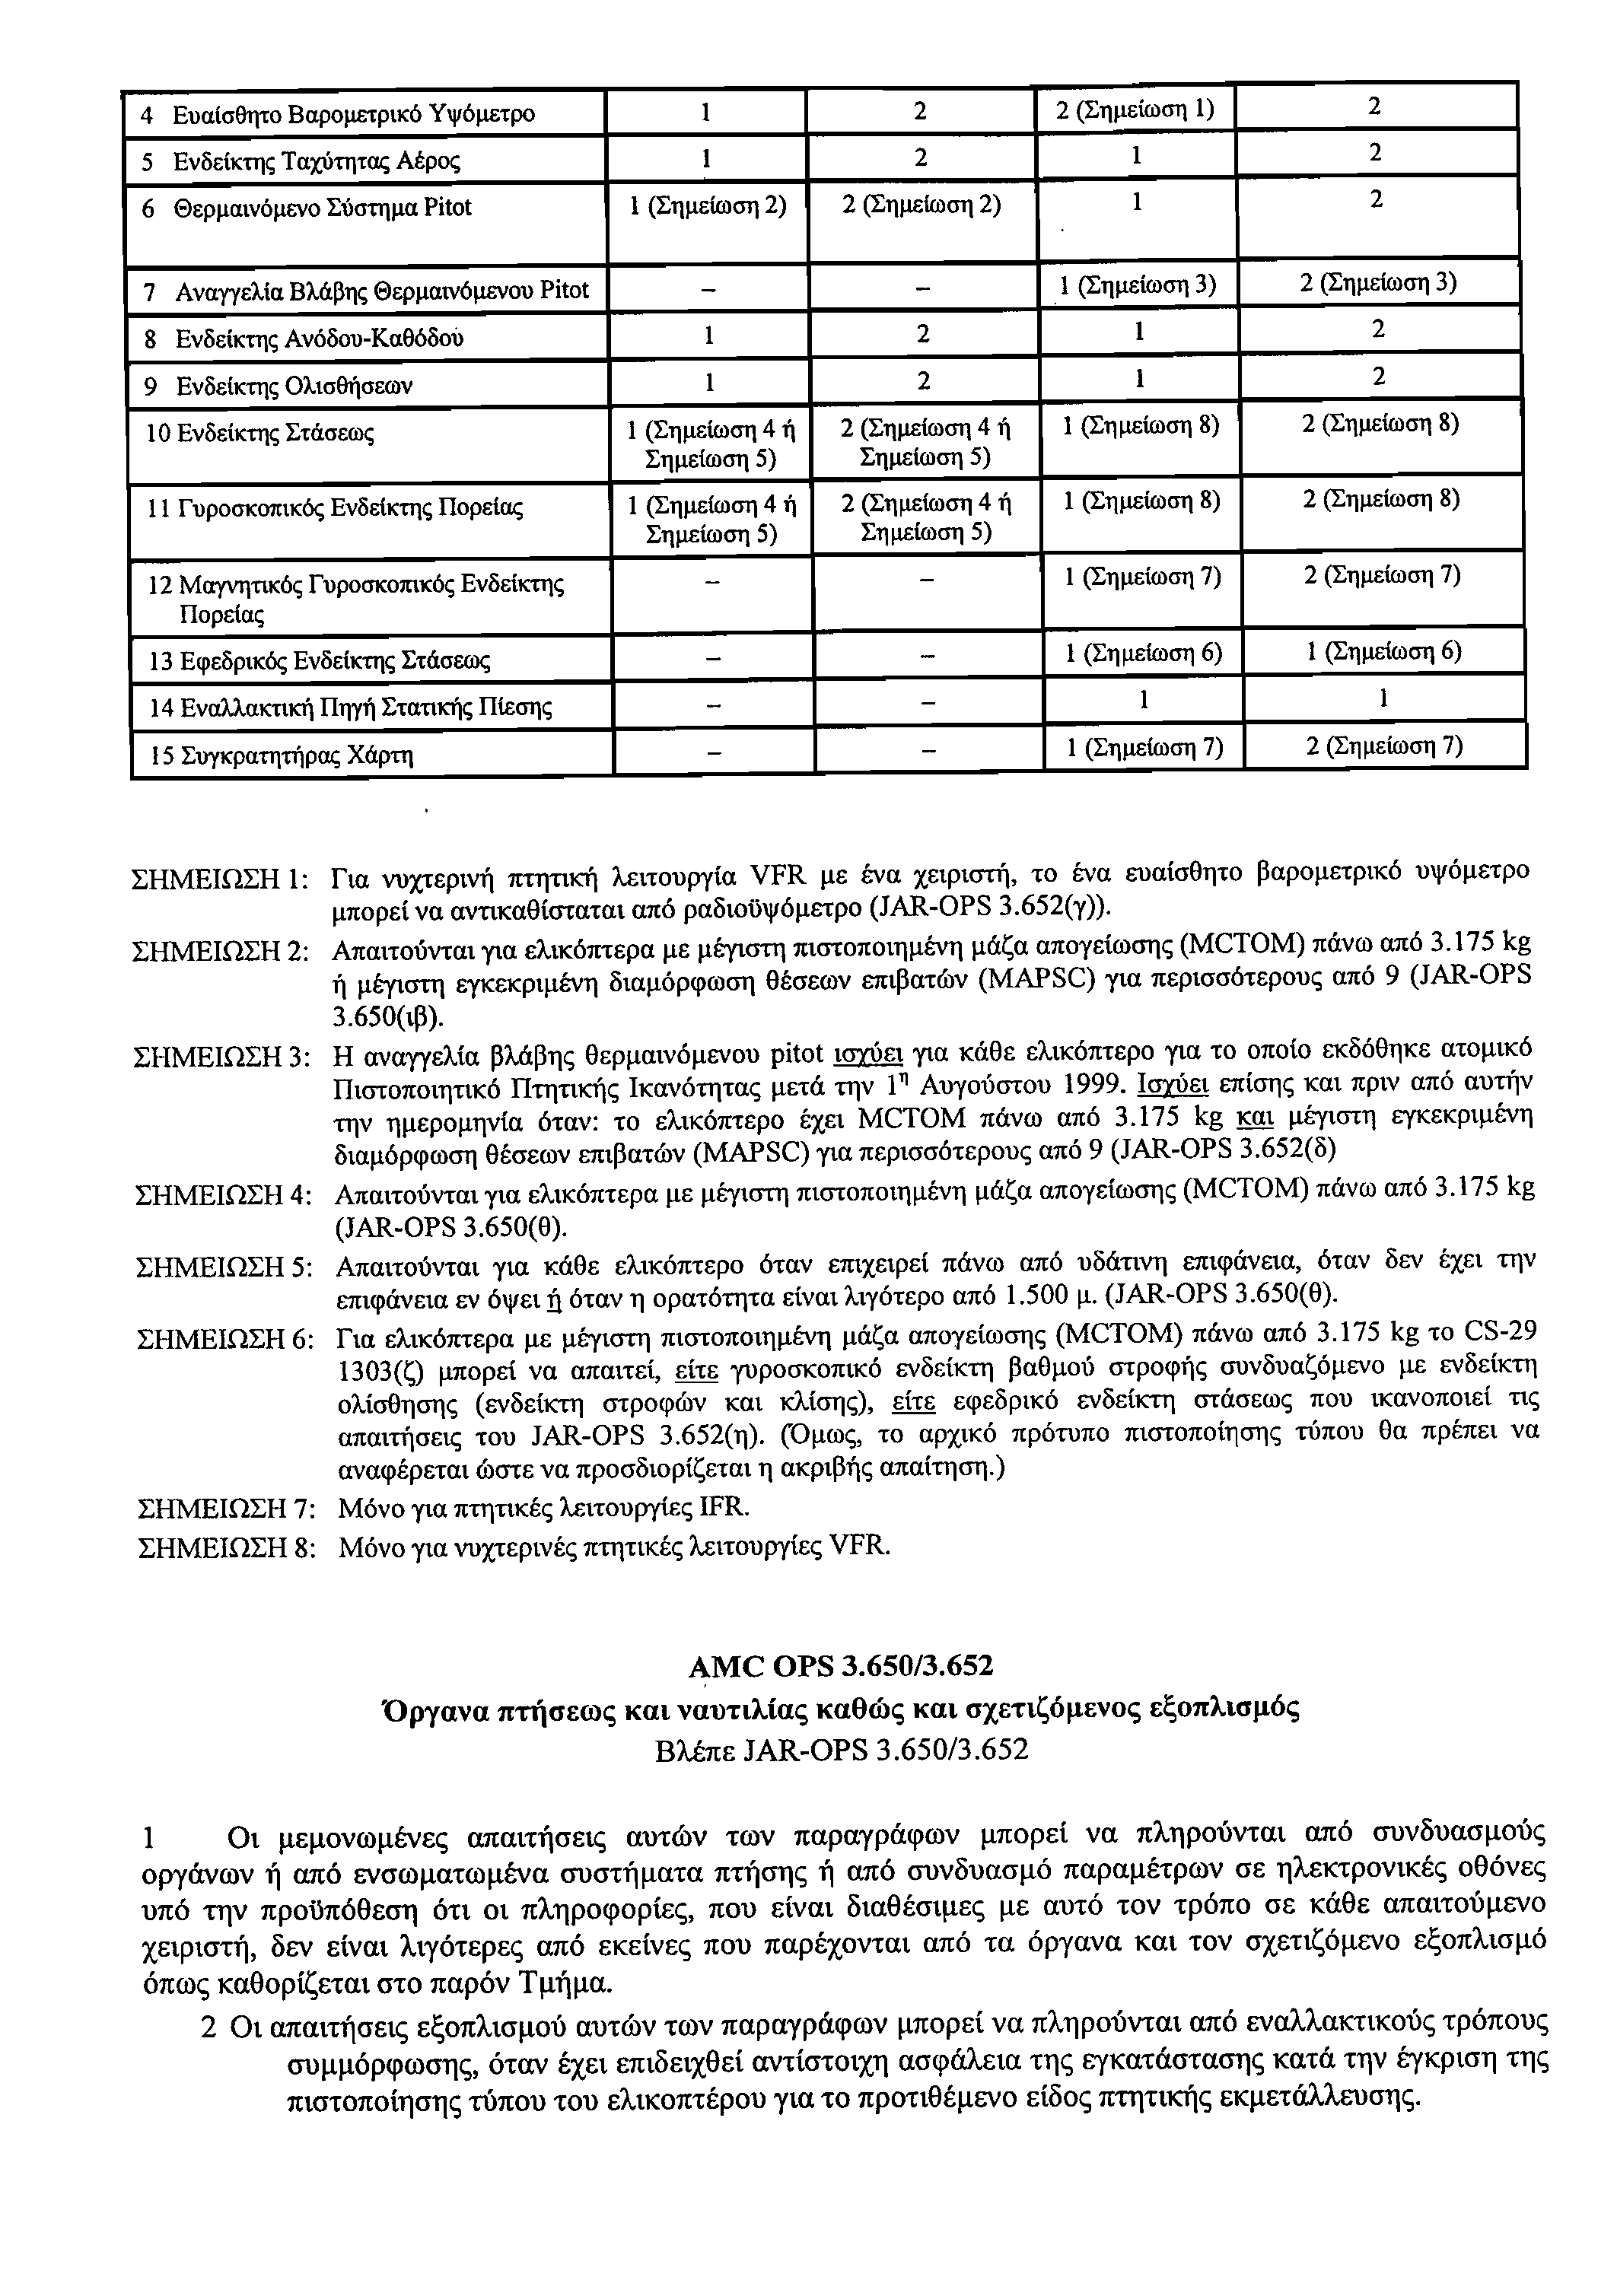 4 Ευαίσθητο Βαρομετρικό Υψόμετρο 1 2 2 (Σημείωση 1) 2
5 Ενδείκτης Ταχύτητας Αέρος 1 2 1 2
6 Θερμαινόμενο Σύστημα Pitot 1 (Σημείωση 2) 2 (Σημείωση 2) 1 2
7 Αναγγελία Βλάβης Θερμαινόμενου Pitot – – 1 (Σημείωση 3) 2 (Σημείωση 3)
8 Ενδείκτης Ανόδου-Καθόδου 1 2 1 2
9 Ενδείκτης Ολισθήσεων 1 2 1 2
10 Ενδείκτης Στάσεως 1 (Σημείωση 4 ή 2 (Σημείωση 4 ή 1 (Σημείωση 8) 2 (Σημείωση 8)
Σημείωση 5) Σημείωση 5)
11 Γυροσκοπικός Ενδείκτης Πορείας 1 (Σημείωση 4 ή 2 (Σημείωση 4 ή 1 (Σημείωση 8) 2 (Σημείωση 8)
Σημείωση 5) Σημείωση 5)
12 Μαγνητικός Γυροσκοπικός Ενδείκτης – – 1 (Σημείωση 7) 2 (Σημείωση 7)
Πορείας
13 Εφεδρικός Ενδείκτης Στάσεως – – 1 (Σημείωση 6) 1 (Σημείωση 6)
14 Εναλλακτική Πηγή Στατικής Πίεσης – – 1 1
15 Συγκρατητήρας Χάρτη – – 1 (Σημείωση 7) 2 (Σημείωση 7)
ΣΗΜΕΙΩΣΗ 1: Για νυχτερινή πτητική λειτουργία VFR με ένα χειριστή, το ένα ευαίσθητο βαρομετρικό υψόμετρο
μπορεί να αντικαθίσταται από ραδιοϋψόμετρο (JAR-OPS 3.652(γ)).
ΣΗΜΕΙΩΣΗ 2: Απαιτούνται για ελικόπτερα με μέγιστη πιστοποιημένη μάζα απογείωσης (MCTOM) πάνω από 3.175 kg
ή μέγιστη εγκεκριμένη διαμόρφωση θέσεων επιβατών (MAPSC) για περισσότερους από 9 (JAR-OPS
3.650(ιβ).
ΣΗΜΕΙΩΣΗ 3: Η αναγγελία βλάβης θερμαινόμενου pitot ισχύει για κάθε ελικόπτερο για το οποίο εκδόθηκε ατομικό
Πιστοποιητικό Πτητικής Ικανότητας μετά την 1η Αυγούστου 1999. Ισχύει επίσης και πριν από αυτήν
την ημερομηνία όταν: το ελικόπτερο έχει MCTOM πάνω από 3.175 kg και μέγιστη εγκεκριμένη
διαμόρφωση θέσεων επιβατών (MAPSC) για περισσότερους από 9 (JAR-OPS 3.652(δ)
ΣΗΜΕΙΩΣΗ 4: Απαιτούνται για ελικόπτερα με μέγιστη πιστοποιημένη μάζα απογείωσης (MCTOM) πάνω από 3.175 kg
(JAR-OPS 3.650(θ).
ΣΗΜΕΙΩΣΗ 5: Απαιτούνται για κάθε ελικόπτερο όταν επιχειρεί πάνω από υδάτινη επιφάνεια, όταν δεν έχει την
επιφάνεια εν όψει ή όταν η ορατότητα είναι λιγότερο από 1.500 μ. (JAR-OPS 3.650(θ).
ΣΗΜΕΙΩΣΗ 6: Για ελικόπτερα με μέγιστη πιστοποιημένη μάζα απογείωσης (MCTOM) πάνω από 3.175 kg το CS-29
1303(ζ) μπορεί να απαιτεί, είτε γυροσκοπικό ενδείκτη βαθμού στροφής συνδυαζόμενο με ενδείκτη
ολίσθησης (ενδείκτη στροφών και κλίσης), είτε εφεδρικό ενδείκτη στάσεως που ικανοποιεί τις
απαιτήσεις του JAR-OPS 3.652(η). (Όμως, το αρχικό πρότυπο πιστοποίησης τύπου θα πρέπει να
αναφέρεται ώστε να προσδιορίζεται η ακριβής απαίτηση.)
ΣΗΜΕΙΩΣΗ 7: Μόνο για πτητικές λειτουργίες IFR.
ΣΗΜΕΙΩΣΗ 8: Μόνο για νυχτερινές πτητικές λειτουργίες VFR.
AMC OPS 3.650/3.652
Όργανα πτήσεως και ναυτιλίας καθώς και σχετιζόμενος εξοπλισμός
Βλέπε JAR-OPS 3.650/3.652
1 Οι μεμονωμένες απαιτήσεις αυτών των παραγράφων μπορεί να πληρούνται από συνδυασμούς
οργάνων ή από ενσωματωμένα συστήματα πτήσης ή από συνδυασμό παραμέτρων σε ηλεκτρονικές οθόνες
υπό την προϋπόθεση ότι οι πληροφορίες, που είναι διαθέσιμες με αυτό τον τρόπο σε κάθε απαιτούμενο
χειριστή, δεν είναι λιγότερες από εκείνες που παρέχονται από τα όργανα και τον σχετιζόμενο εξοπλισμό
όπως καθορίζεται στο παρόν Τμήμα.
2 Οι απαιτήσεις εξοπλισμού αυτών των παραγράφων μπορεί να πληρούνται από εναλλακτικούς τρόπους
συμμόρφωσης, όταν έχει επιδειχθεί αντίστοιχη ασφάλεια της εγκατάστασης κατά την έγκριση της
πιστοποίησης τύπου του ελικοπτέρου για το προτιθέμενο είδος πτητικής εκμετάλλευσης.